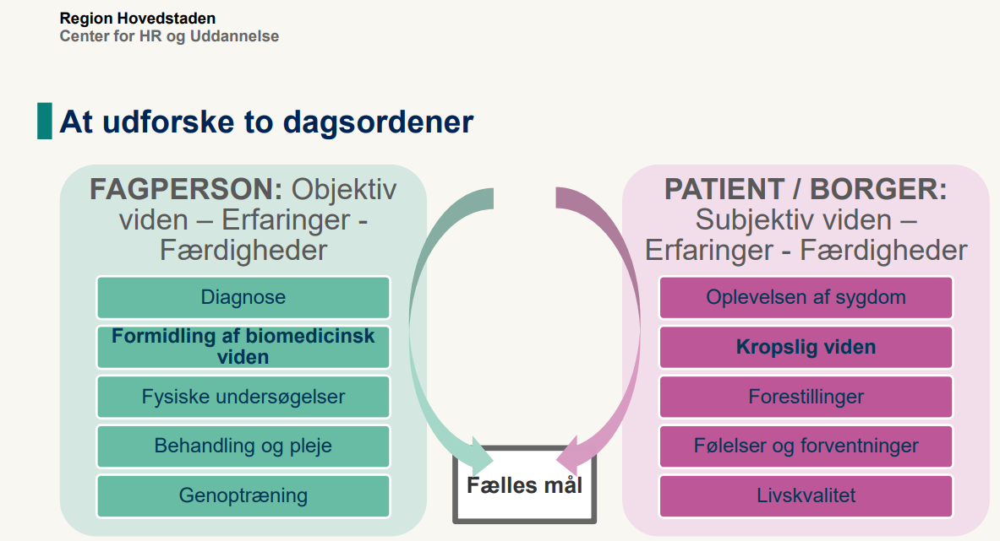 Region Hovedstaden
Center for HR og Uddannelse
At udforske to dagsordener
FAGPERSON: Objektiv
viden – Erfaringer -
Færdigheder
Diagnose
Formidling af biomedicinsk
viden
Fysiske undersøgelser
Behandling og pleje
Genoptræning
PATIENT / BORGER:
Subjektiv viden –
Erfaringer - Færdigheder
Oplevelsen af sygdom
Kropslig viden
Forestillinger
Følelser og forventninger
Livskvalitet
Fælles mål